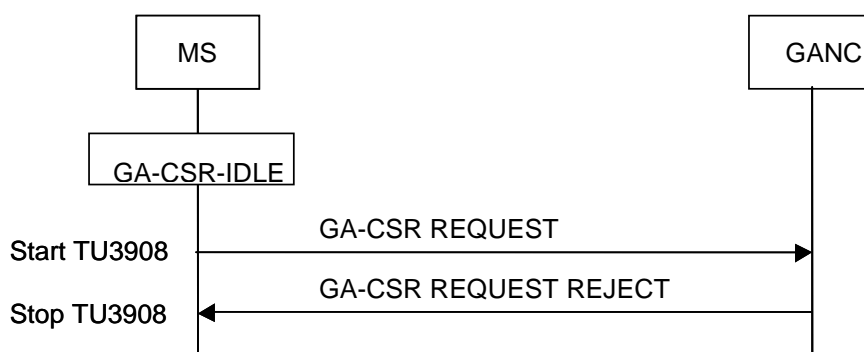 MS
GANC
GA-CSR-IDLE
GA-CSR REQUEST
Start TU3908
GA-CSR REQUEST REJECT
Stop TU3908